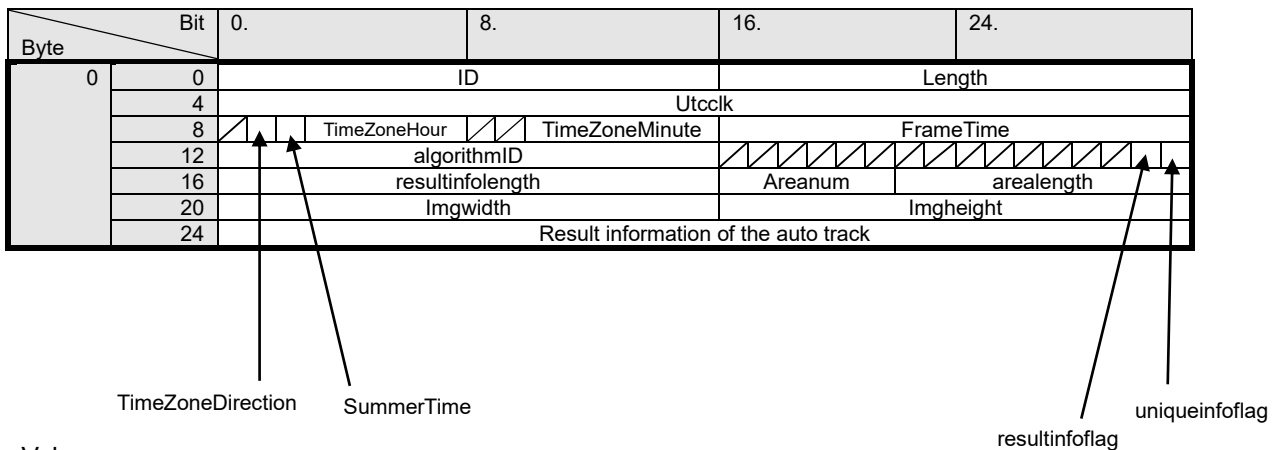 Bit 0. 8. 16. 24.
Byte
0 0 ID Length
4 Utcclk
8 TimeZoneHour TimeZoneMinute FrameTime
12 algorithmID
16 resultinfolength Areanum arealength
20 Imgwidth Imgheight
24 Result information of the auto track
TimeZoneDirection SummerTime uniqueinfoflag
resultinfoflag